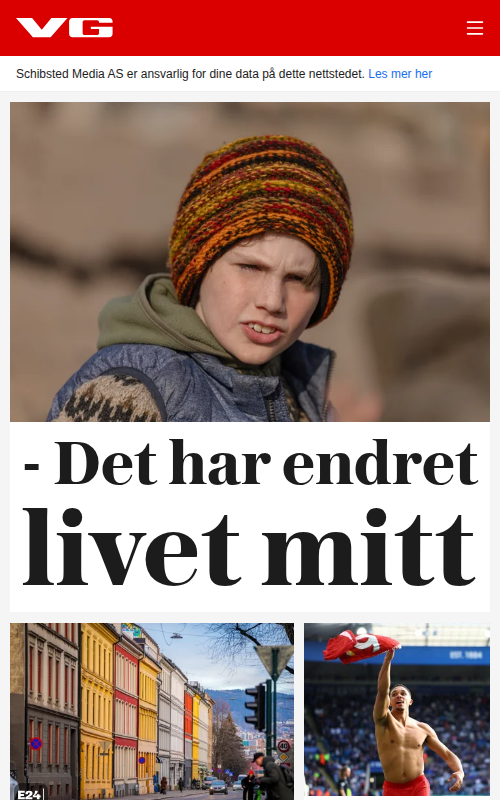 VG
Schibsted Media AS er ansvarlig for dine data på dette nettstedet. Les mer her
- Det har endret
livet mitt
EST. 1884
E24|